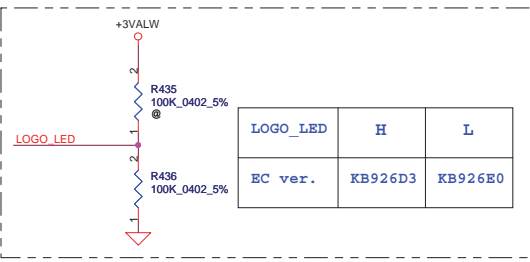 +3VALW
2
R435
100K_0402_5%
@
1
LOGO_LED
2
R436
100K_0402_5%
1
LOGO_LED H L
EC ver. KB926D3 KB926E0